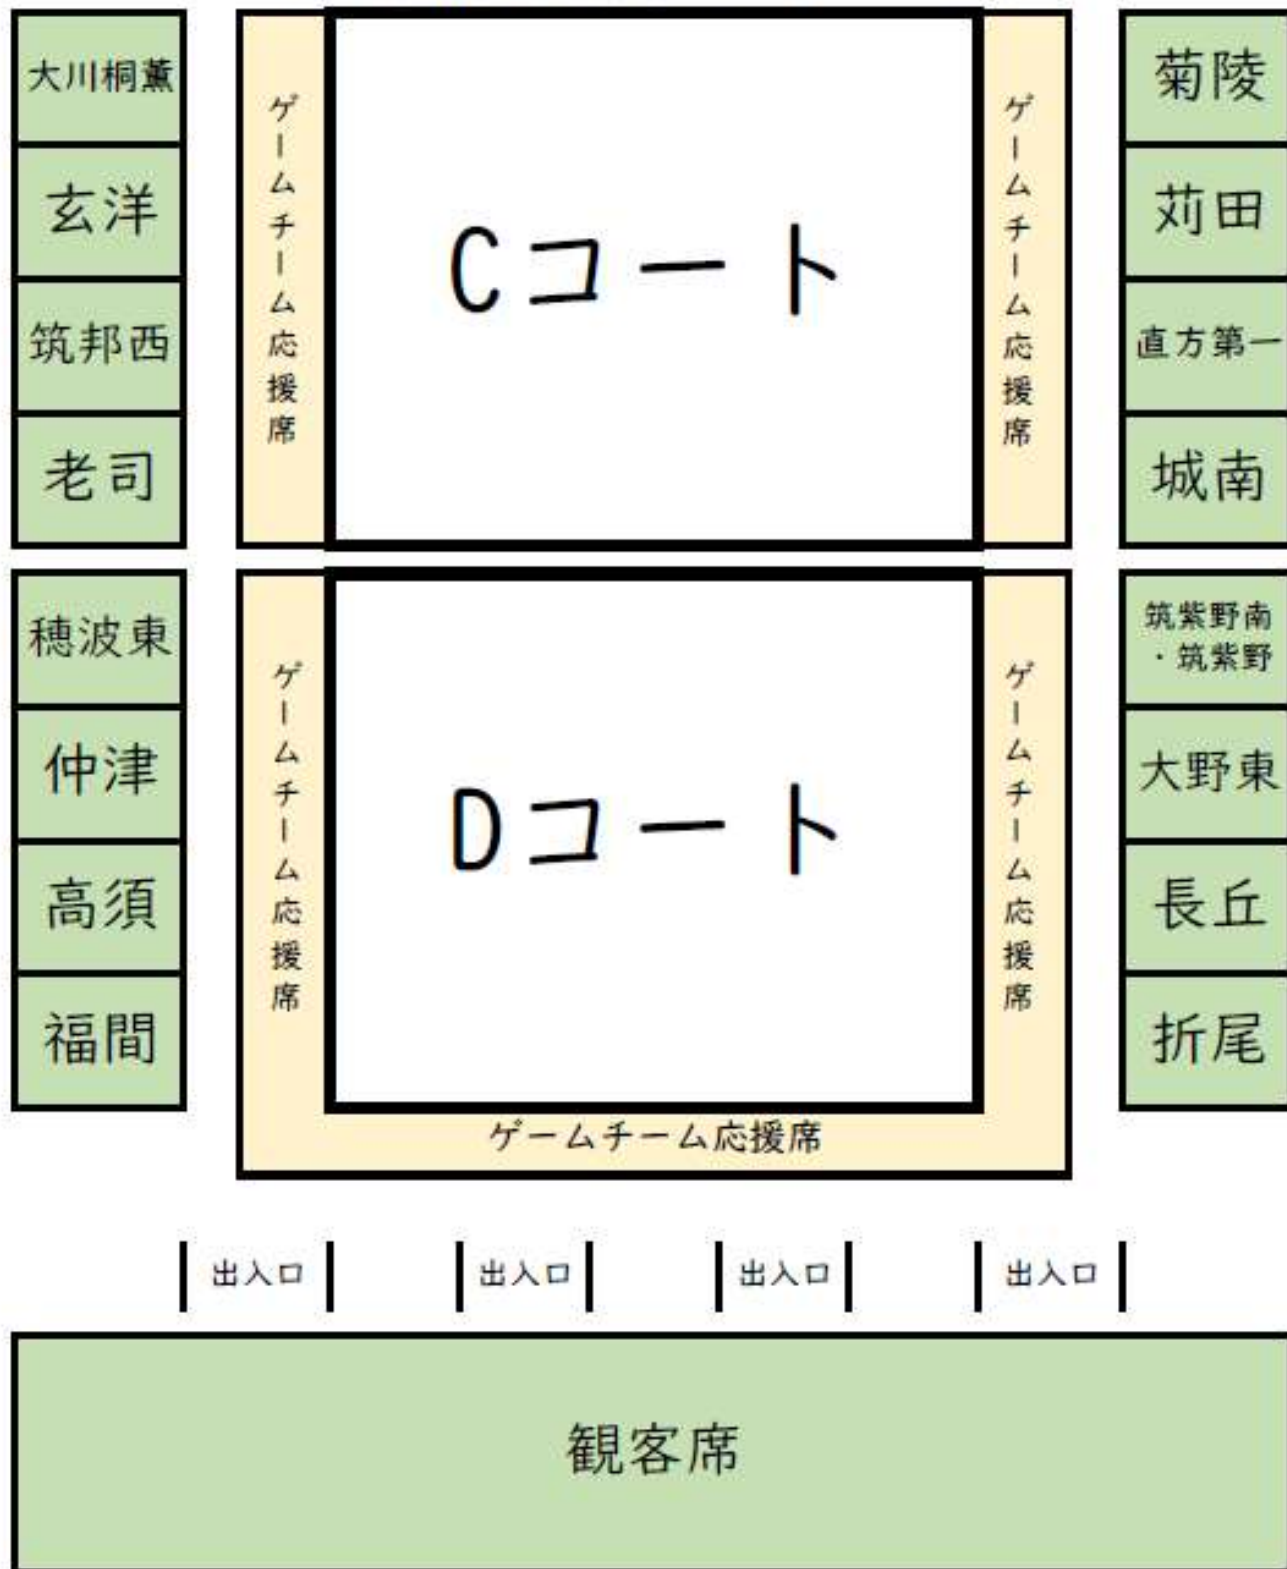 大川桐薫
玄洋
筑邦西
老司
ゲームチーム応援席
Cコート
ゲームチーム応援席
菊陵
苅田
直方第一
城南
穂波東
仲津
高須
福間
ゲームチーム応援席
Dコート
ゲームチーム応援席
筑紫野南
・筑紫野
大野東
長丘
折尾
ゲームチーム応援席
出入口
出入口
出入口
出入口
観客席